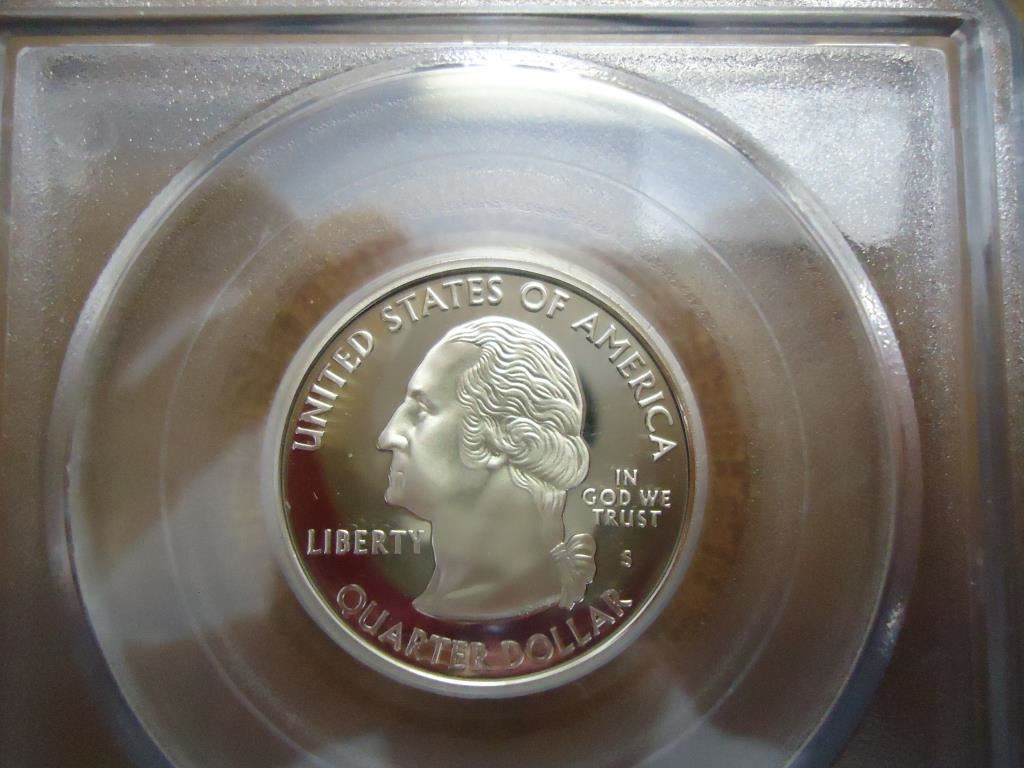 UNITED STATES OF AMERICA
IN
GOD WE
TRUST
LIBERTY
S
QUARTER DOLLAR